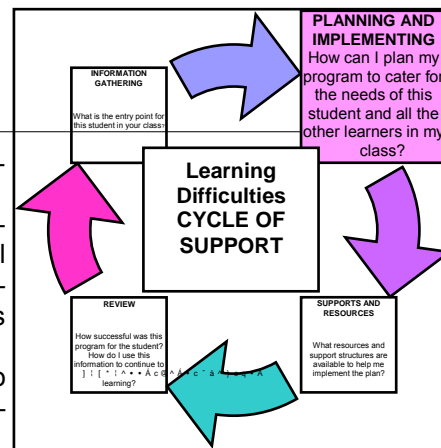 PLANNING AND
IMPLEMENTING
How can I plan my
program to cater for
the needs of this
student and all the
other learners in my
class?
INFORMATION
GATHERING
What is the entry point for
this student in your class?
Learning
Difficulties
CYCLE OF
SUPPORT
REVIEW
How successful was this
program for the student?
How do I use this
information to continue to
learning?
SUPPORTS AND
RESOURCES
What resources and
support structures are
available to help me
implement the plan?